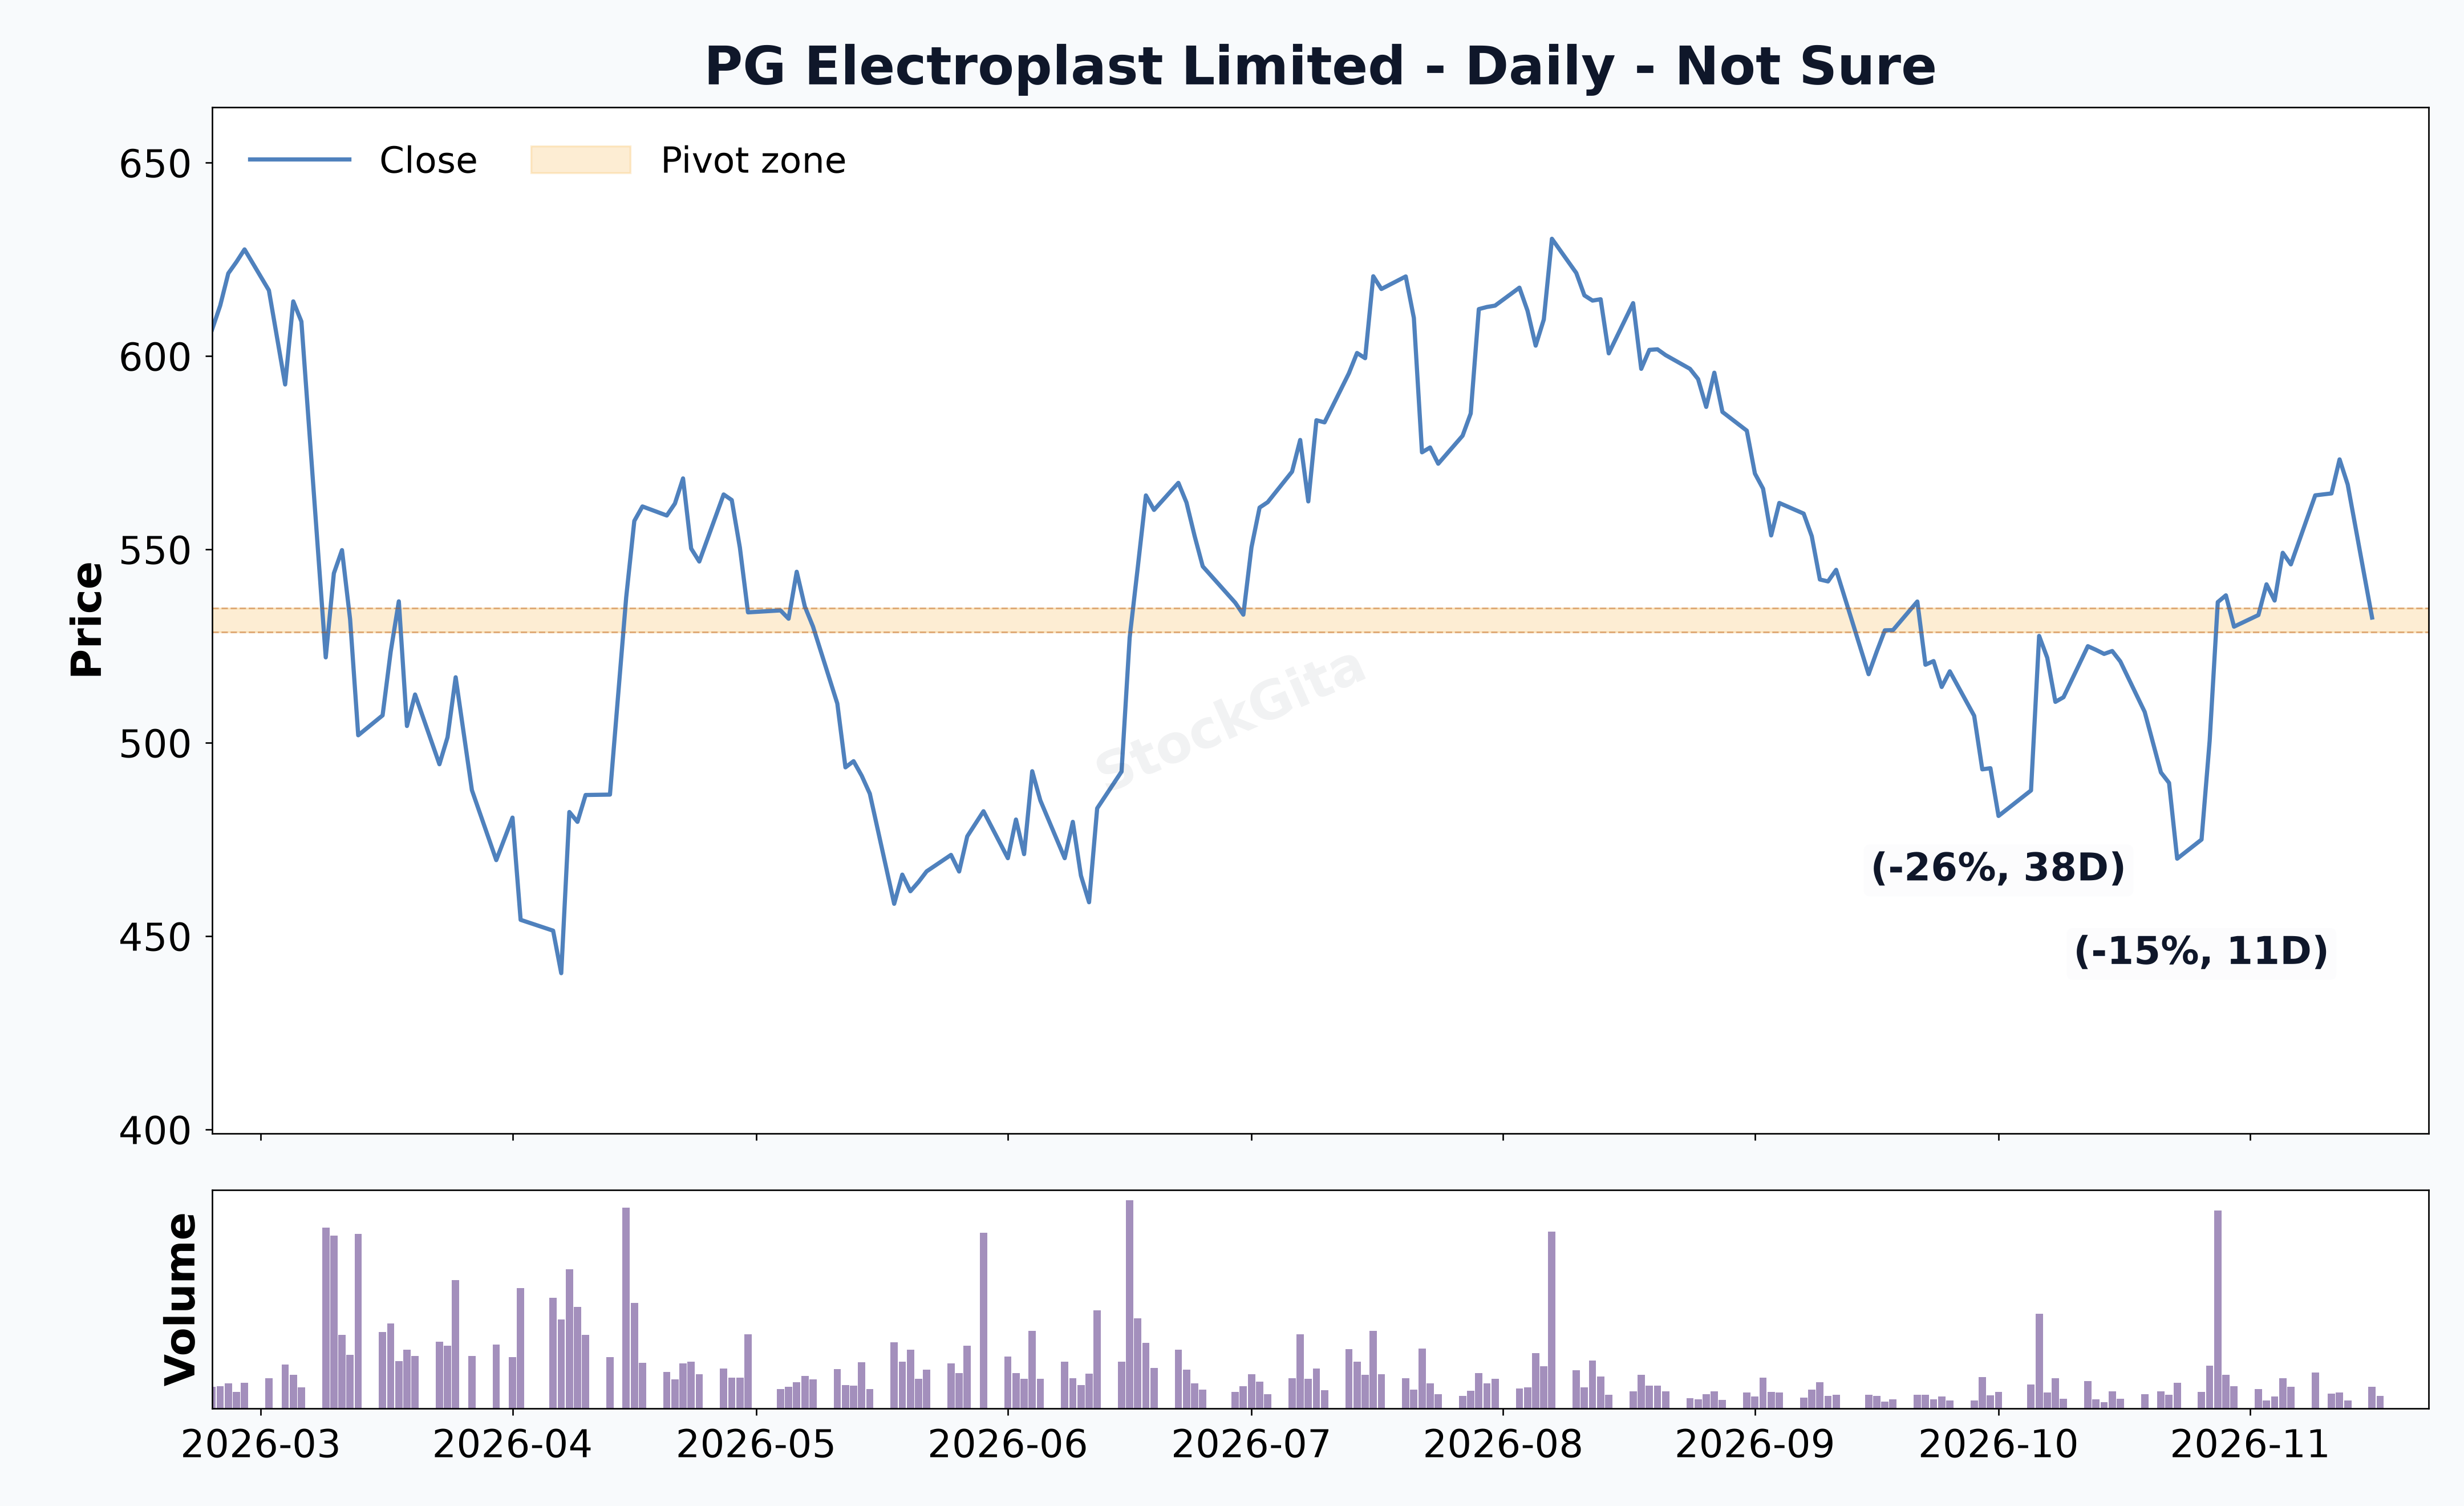 PG Electroplast Limited - Daily - Not Sure
Close
Pivot zone
Price
650
600
550
500
450
400
StockGita
(-26%, 38D)
(-15%, 11D)
Volume
2026-03
2026-04
2026-05
2026-06
2026-07
2026-08
2026-09
2026-10
2026-11